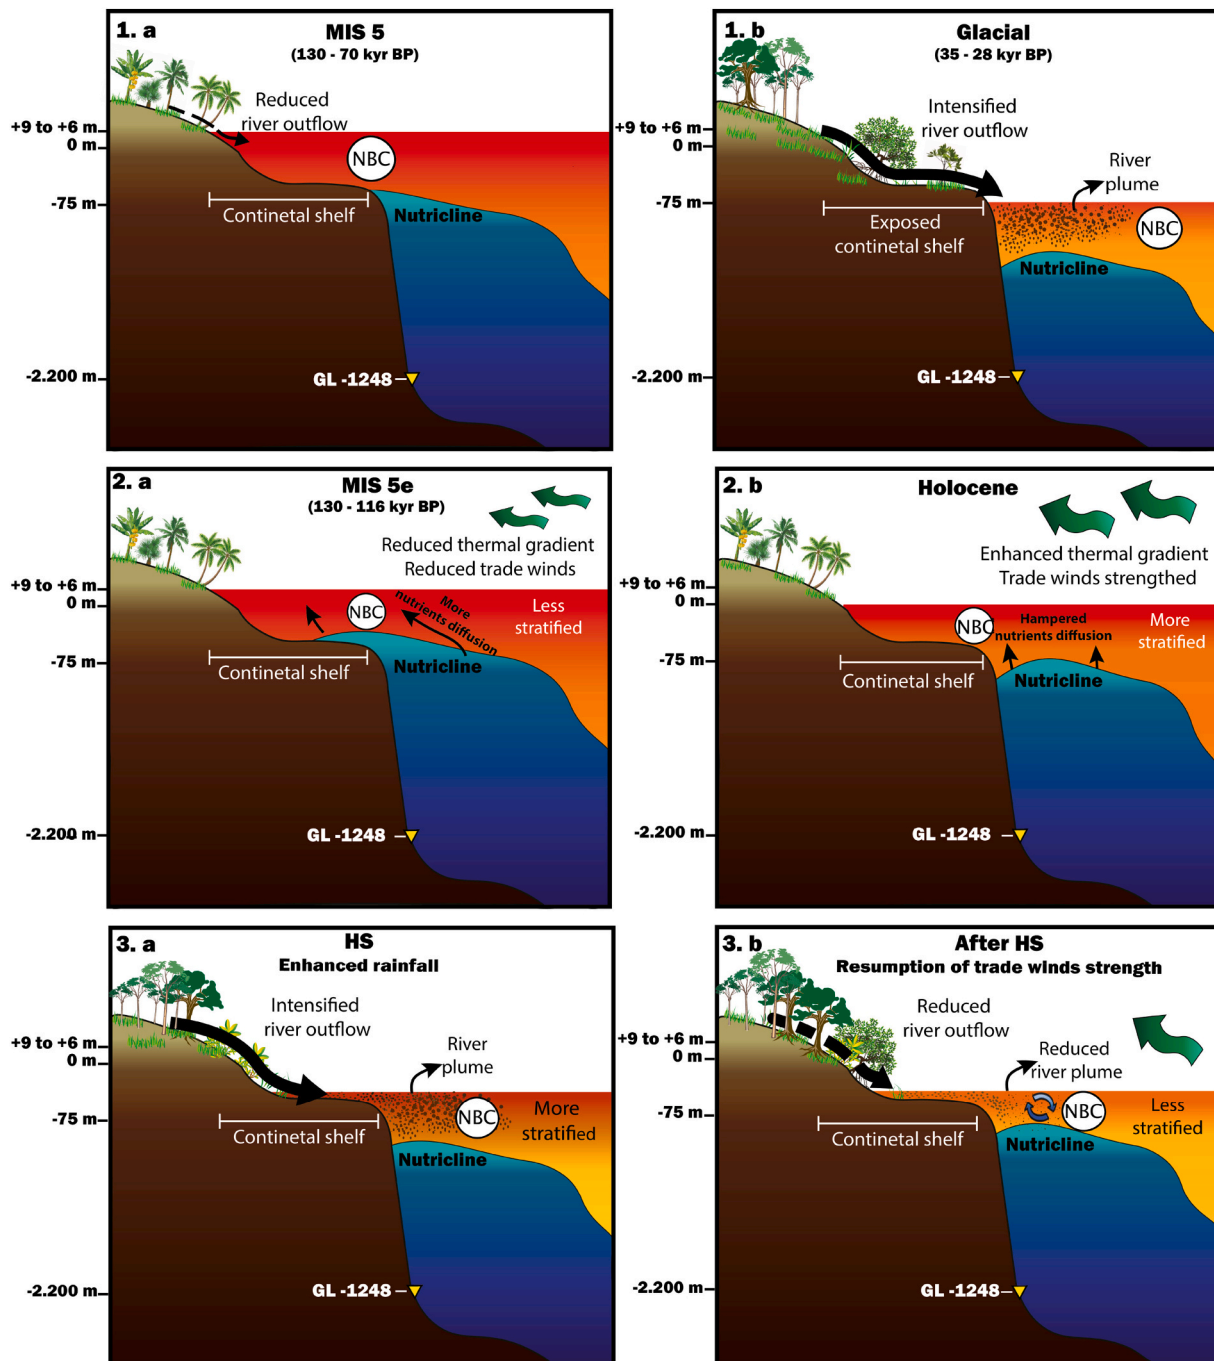 1. a
MIS 5
(130 - 70 kyr BP)
Reduced
river outflow
+9 to +6 m
0 m
NBC
-75 m
Continetal shelf
Nutricline
-2.200 m
GL -1248
1. b
Glacial
(35 - 28 kyr BP)
Intensified
river outflow
+9 to +6 m
0 m
River
plume
-75 m
NBC
Exposed
continetal shelf
Nutricline
-2.200 m
GL -1248
2. a
MIS 5e
(130 - 116 kyr BP)
Reduced thermal gradient
Reduced trade winds
+9 to +6 m
0 m
NBC
More
nutrients diffusion
Less
stratified
-75 m
Continetal shelf
Nutricline
-2.200 m
GL -1248
2. b
Holocene
Enhanced thermal gradient
Trade winds strengthed
+9 to +6 m
0 m
NBC
Hampered
nutrients diffusion
More
stratified
-75 m
Continetal shelf
Nutricline
-2.200 m
GL -1248
3. a
HS
Enhanced rainfall
Intensified
river outflow
+9 to +6 m
0 m
River
plume
-75 m
NBC
More
stratified
Continetal shelf
Nutricline
-2.200 m
GL -1248
3. b
After HS
Resumption of trade winds strength
Reduced
river outflow
+9 to +6 m
0 m
Reduced
river plume
-75 m
NBC
Less
stratified
Continetal shelf
Nutricline
-2.200 m
GL -1248